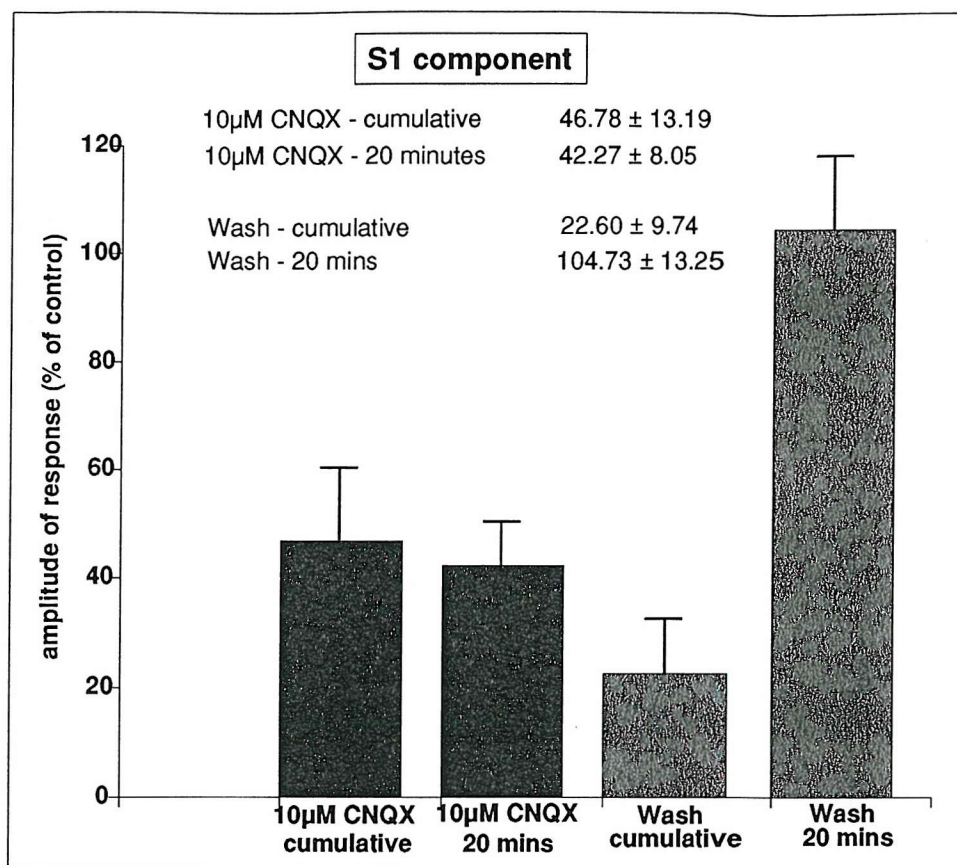 S1 component
10µM CNQX - cumulative 46.78 ± 13.19
10µM CNQX - 20 minutes 42.27 ± 8.05
Wash - cumulative 22.60 ± 9.74
Wash - 20 mins 104.73 ± 13.25
amplitude of response (% of control)
120
100
80
60
40
20
0
10µM CNQX
cumulative
10µM CNQX
20 mins
Wash
cumulative
Wash
20 mins